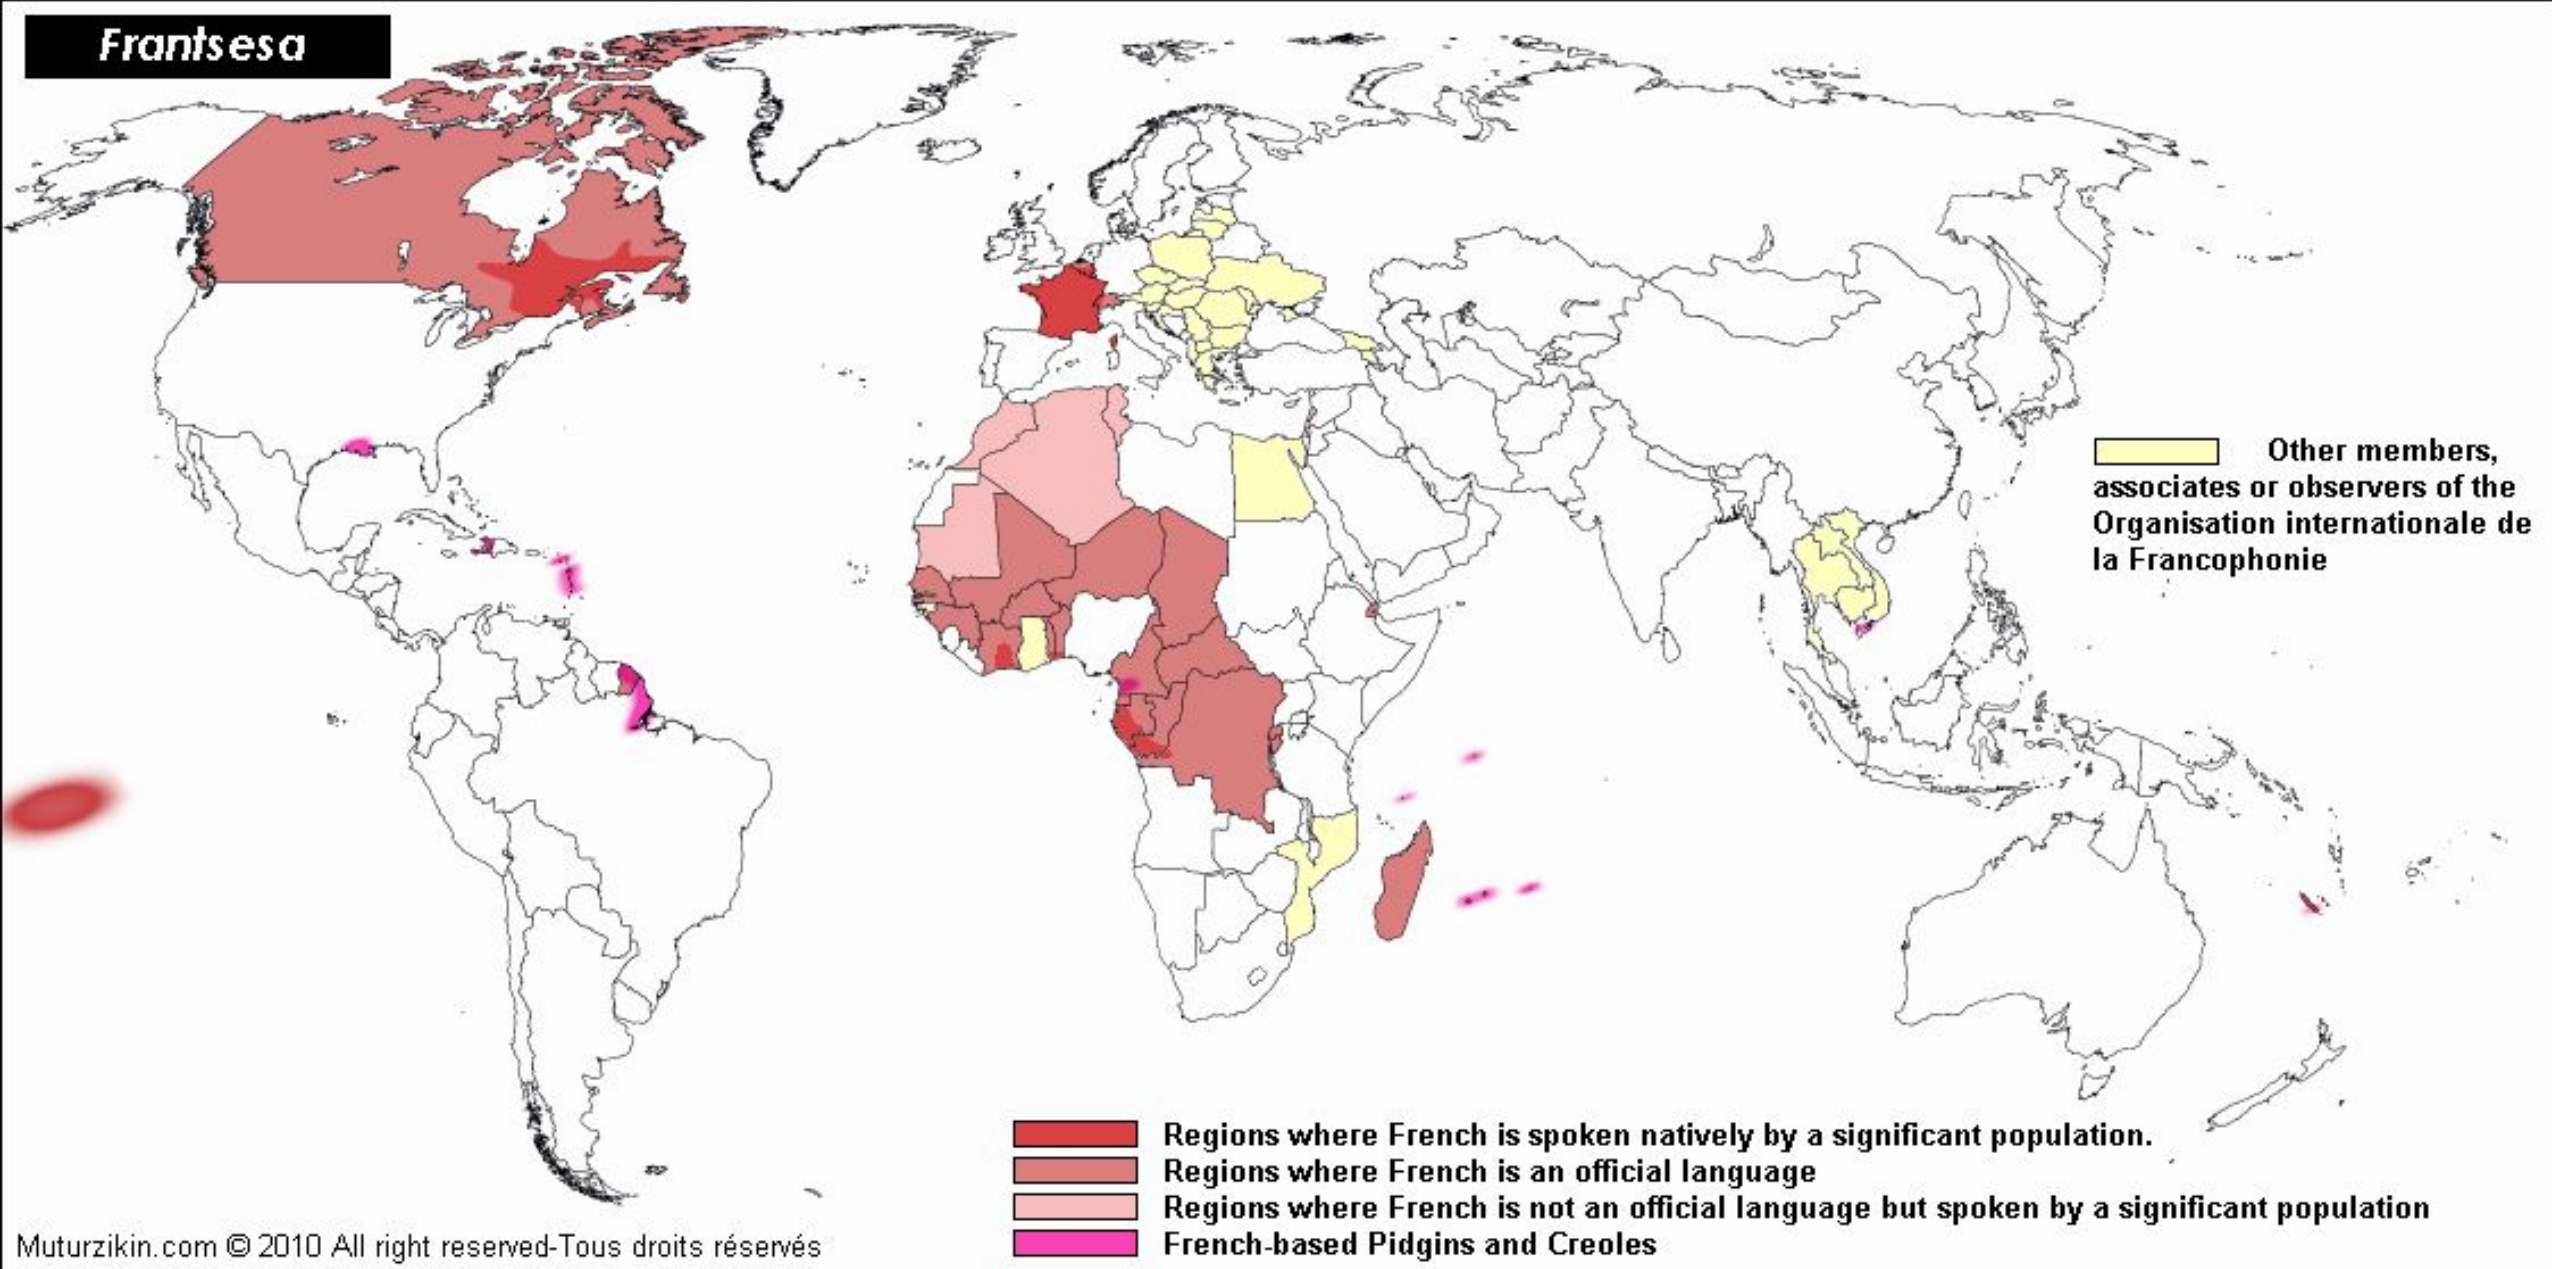 Frantsesa
Other members,
associates or observers of the
Organisation internationale de
la Francophonie
Regions where French is spoken natively by a significant population.
Regions where French is an official language
Regions where French is not an official language but spoken by a significant population
French-based Pidgins and Creoles
Muturzikin.com © 2010 All right reserved-Tous droits réservés